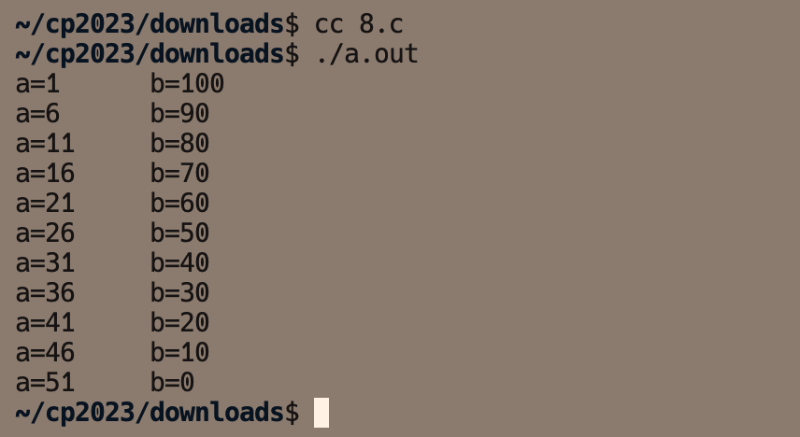 ~/cp2023/downloads$ cc 8.c
~/cp2023/downloads$ ./a.out
a=1 b=100
a=6 b=90
a=11 b=80
a=16 b=70
a=21 b=60
a=26 b=50
a=31 b=40
a=36 b=30
a=41 b=20
a=46 b=10
a=51 b=0
~/cp2023/downloads$